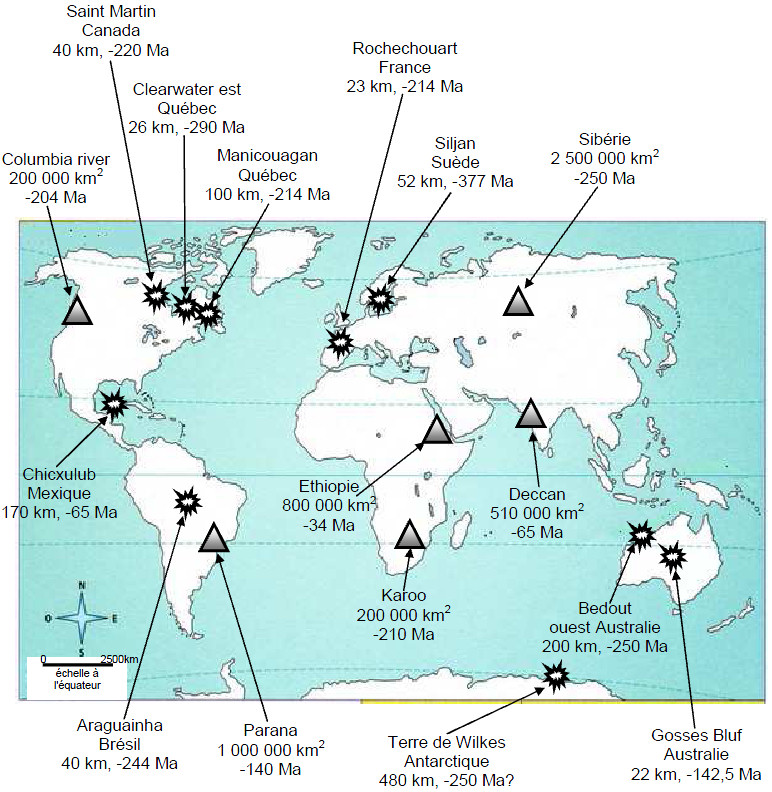 Saint Martin
Canada
40 km, -220 Ma
Clearwater est
Québec
26 km, -290 Ma
Manicouagan
Québec
100 km, -214 Ma
Columbia river
200 000 km²
-204 Ma
Rochechouart
France
23 km, -214 Ma
Siljan
Suède
52 km, -377 Ma
Sibérie
2 500 000 km²
-250 Ma
Chicxulub
Mexique
170 km, -65 Ma
Ethiopie
800 000 km²
-34 Ma
Deccan
510 000 km²
-65 Ma
Karoo
200 000 km²
-210 Ma
Bedout
ouest Australie
200 km, -250 Ma
N
O
E
S
0 2500km
échelle à
l'équateur
Araguainha
Brésil
40 km, -244 Ma
Parana
1 000 000 km²
-140 Ma
Terre de Wilkes
Antarctique
480 km, -250 Ma?
Gosses Bluf
Australie
22 km, -142,5 Ma